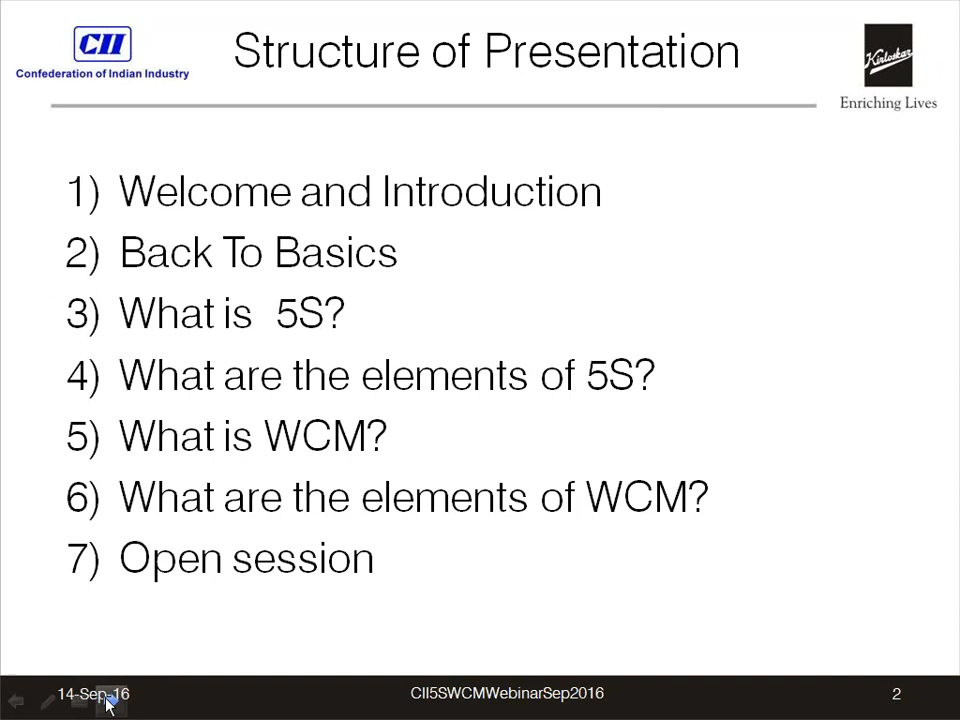 CII
Confederation of Indian Industry
Structure of Presentation
Kirloskar
Enriching Lives
1) Welcome and Introduction
2) Back To Basics
3) What is 5S?
4) What are the elements of 5S?
5) What is WCM?
6) What are the elements of WCM?
7) Open session
14-Sep-16
CII5SWCMWebinarSep2016
2